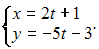 x = 2t + 1
y = -5t - 3.